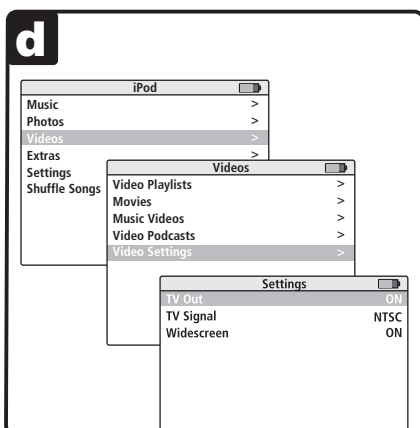 d
iPod
Music >
Photos >
Videos >
Extras >
Settings
Shuffle Songs
Videos
Video Playlists >
Movies >
Music Videos >
Video Podcasts >
Video Settings >
Settings
TV Out ON
TV Signal NTSC
Widescreen ON